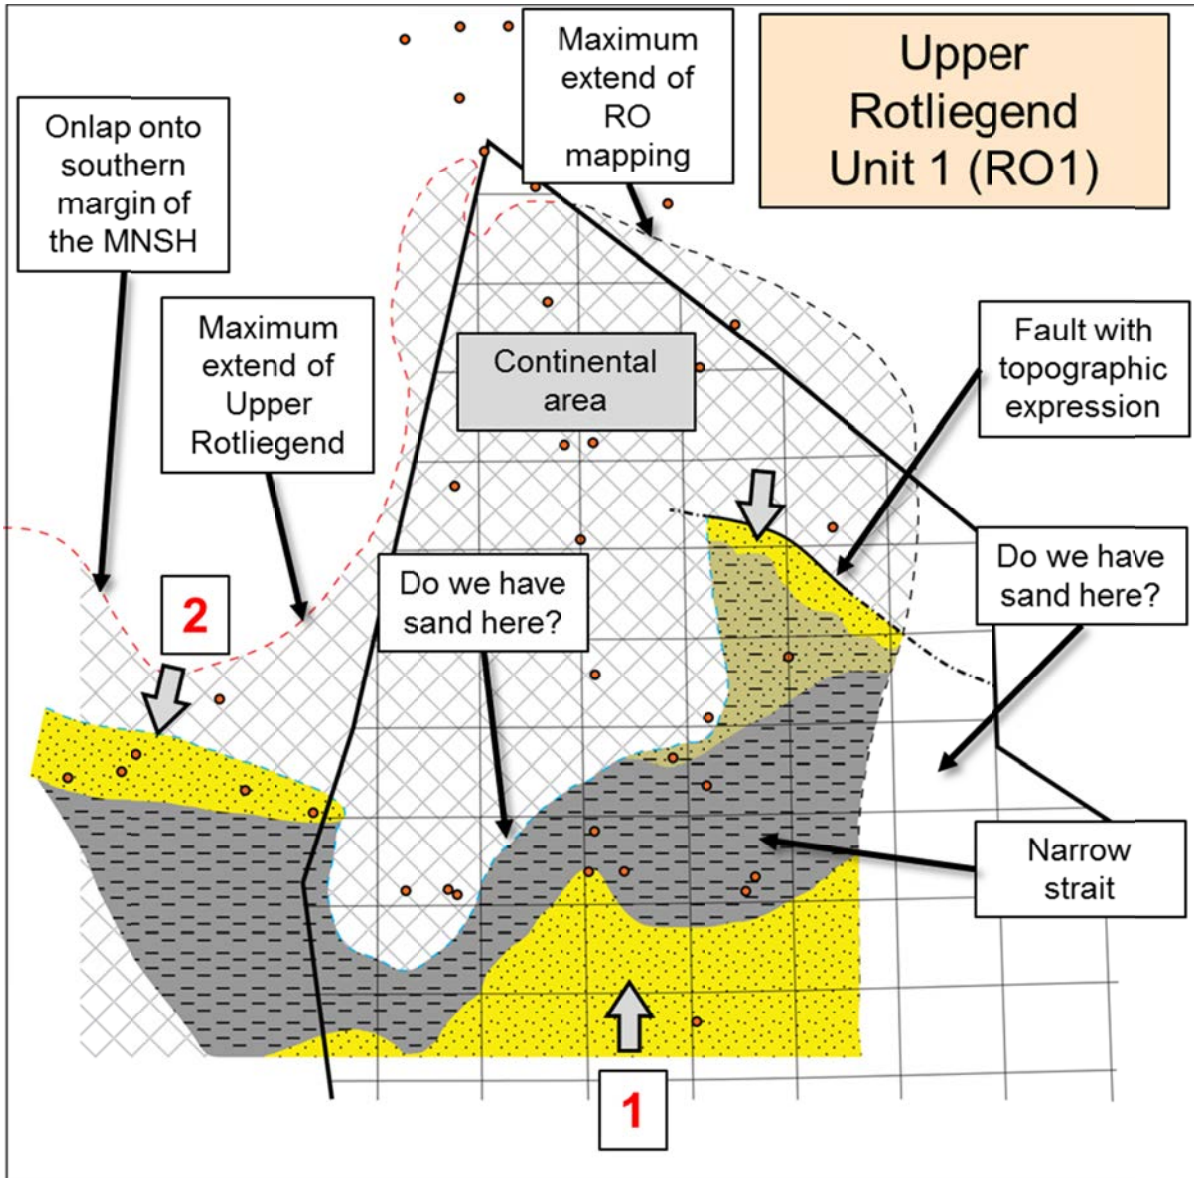 Maximum
extend of
RO
mapping
Upper
Rotliegend
Unit 1 (RO1)
Onlap onto
southern
margin of
the MNSH
Maximum
extend of
Upper
Rotliegend
Continental
area
Fault with
topographic
expression
Do we have
sand here?
Do we have
sand here?
2
Narrow
strait
1